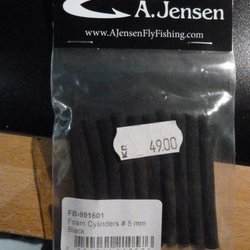 A. Jensen
www.AJensenFlyFishing.com
49.00
FB-991601
Foam Cylinders # 5 mm
Black